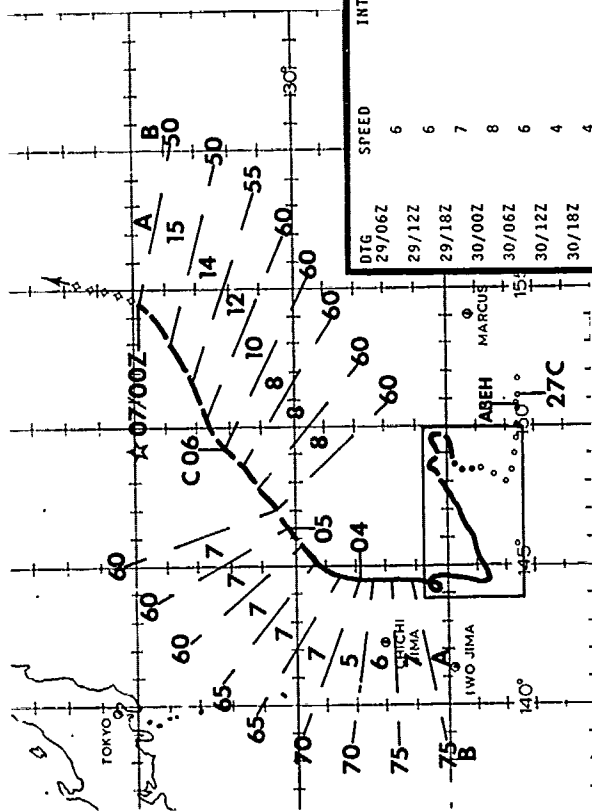 TOKYO
☆ 07/00Z
A
B
50
15
50
14
55
12
60
10
60
8
60
8
60
8
60
C 06
05
04
60
7
60
7
60
7
65
7
65
7
70
5
70
6
75
A
75
B
CHICHI
JIMA
IWO JIMA
MARCUS
ABEH
27C
130°
140°
145°
DTG SPEED INT
29/06Z 6
29/12Z 6
29/18Z 7
30/00Z 8
30/06Z 6
30/12Z 4
30/18Z 4